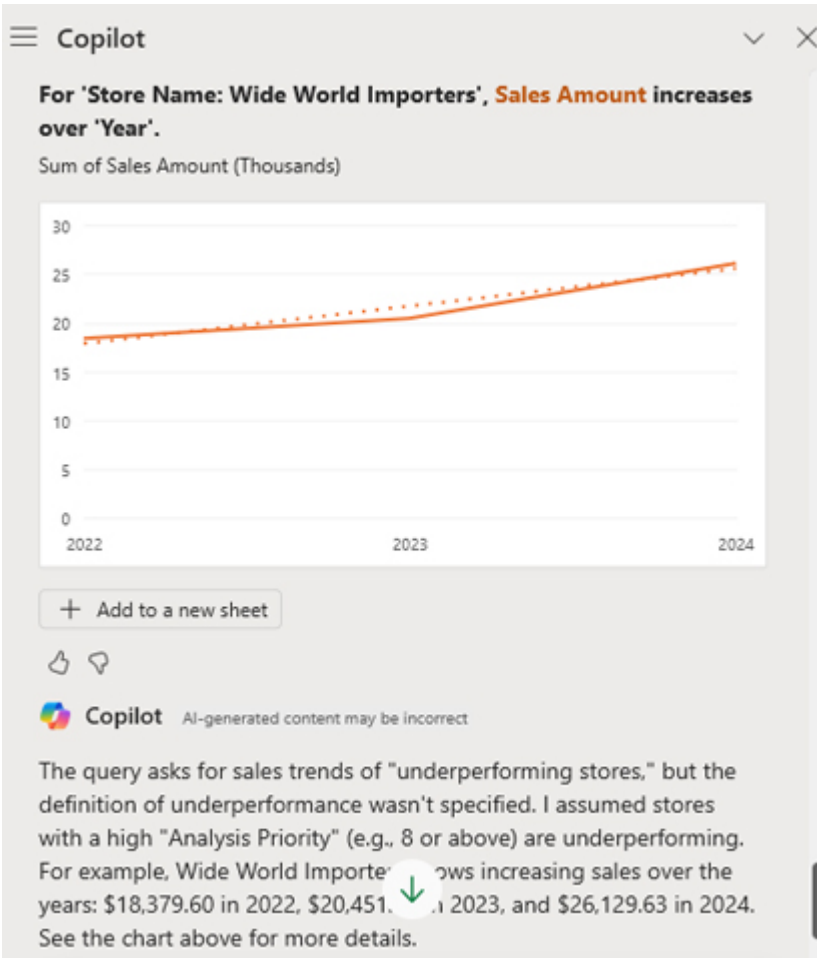 Copilot
For 'Store Name: Wide World Importers', Sales Amount increases
over 'Year'.
Sum of Sales Amount (Thousands)
30
25
20
15
10
5
0
2022 2023 2024
Add to a new sheet
Copilot AI-generated content may be incorrect
The query asks for sales trends of "underperforming stores," but the
definition of underperformance wasn't specified. I assumed stores
with a high "Analysis Priority" (e.g., 8 or above) are underperforming.
For example, Wide World increasing sales over the
years: $18,379.60 in 2022, 2023, and $26,129.63 in 2024.
See the chart above for more details.